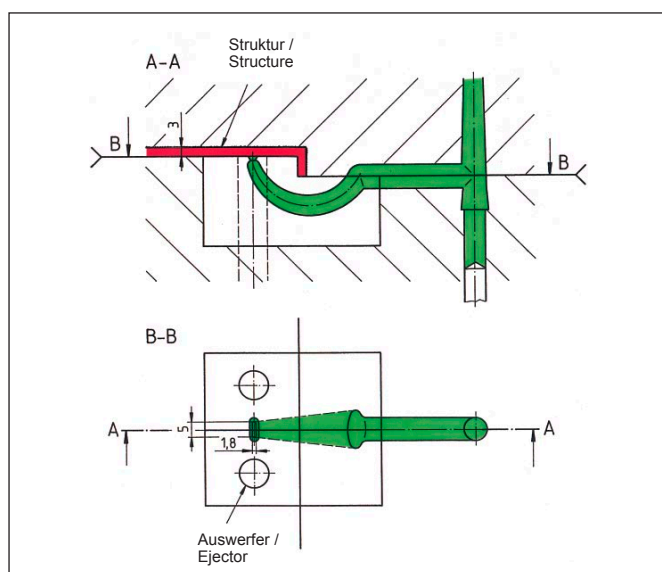 Struktur /
Structure
A-A
3
B
B
B-B
A
5
1,8
A
Auswerfer /
Ejector